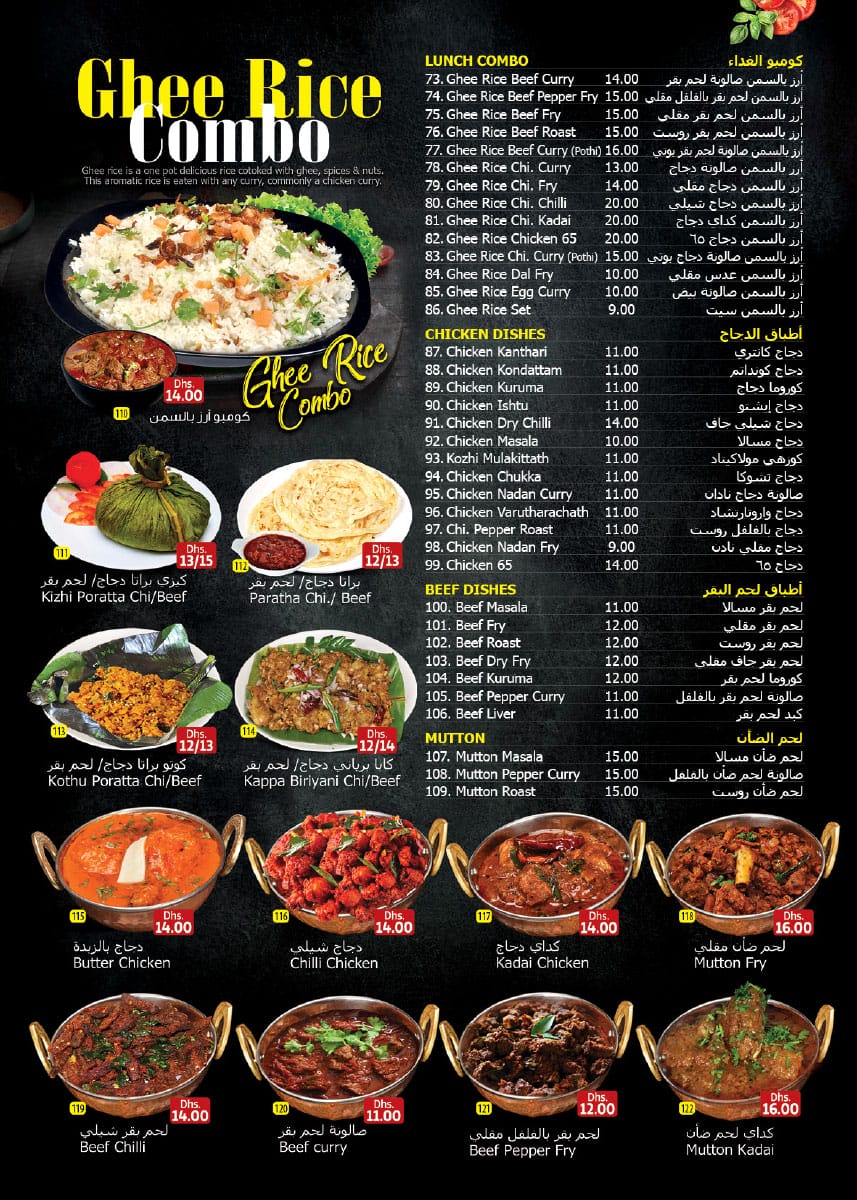 Ghee Rice
Combo
Ghee rice is a one pot delicious rice cotoked with ghee, spices & nuts.
This aromatic rice is eaten with any curry, commonly a chicken curry.
Dhs.
14.00
Ghee Rice
Combo
110 كومبو أرز بالسمن
111
Dhs.
13/15
كيزي براتا دجاج/ لحم بقر
Kizhi Poratta Chi/Beef
112
Dhs.
12/13
براتا دجاج/ لحم بقر
Paratha Chi./ Beef
113
Dhs.
12/13
كوتو براتا دجاج/ لحم بقر
Kothu Poratta Chi/Beef
114
Dhs.
12/14
كابا برياني دجاج/ لحم بقر
Kappa Biriyani Chi/Beef
LUNCH COMBO كومبو الغداء
73. Ghee Rice Beef Curry 14.00 أرز بالسمن صالونة لحم بقر
74. Ghee Rice Beef Pepper Fry 15.00 أرز بالسمن لحم بقر بالفلفل مقلي
75. Ghee Rice Beef Fry 15.00 أرز بالسمن لحم بقر مقلي
76. Ghee Rice Beef Roast 15.00 أرز بالسمن لحم بقر روست
77. Ghee Rice Beef Curry (Pothi) 16.00 أرز بالسمن صالونة لحم بقر بوتي
78. Ghee Rice Chi. Curry 13.00 أرز بالسمن صالونة دجاج
79. Ghee Rice Chi. Fry 14.00 أرز بالسمن دجاج مقلي
80. Ghee Rice Chi. Chilli 20.00 أرز بالسمن دجاج شيلي
81. Ghee Rice Chi. Kadai 20.00 أرز بالسمن كداي دجاج
82. Ghee Rice Chicken 65 20.00 أرز بالسمن دجاج ٦٥
83. Ghee Rice Chi. Curry (Pothi) 15.00 أرز بالسمن صالونة دجاج بوتي
84. Ghee Rice Dal Fry 10.00 أرز بالسمن عدس مقلي
85. Ghee Rice Egg Curry 10.00 أرز بالسمن صالونة بيض
86. Ghee Rice Set 9.00 أرز بالسمن سيت
CHICKEN DISHES أطباق الدجاج
87. Chicken Kanthari 11.00 دجاج كانتري
88. Chicken Kondattam 11.00 دجاج كونداتم
89. Chicken Kuruma 11.00 كوروما دجاج
90. Chicken Ishtu 11.00 دجاج إيشتو
91. Chicken Dry Chilli 14.00 دجاج شيلي جاف
92. Chicken Masala 10.00 دجاج مسالا
93. Kozhi Mulakittath 11.00 كورهي مولاكيتاد
94. Chicken Chukka 11.00 دجاج تشوكا
95. Chicken Nadan Curry 11.00 صالونة دجاج نادان
96. Chicken Varutharachath 11.00 دجاج واروتارتشاد
97. Chi. Pepper Roast 11.00 دجاج بالفلفل روست
98. Chicken Nadan Fry 9.00 دجاج مقلي نادن
99. Chicken 65 14.00 دجاج ٦٥
BEEF DISHES أطباق لحم البقر
100. Beef Masala 11.00 لحم بقر مسالا
101. Beef Fry 12.00 لحم بقر مقلي
102. Beef Roast 12.00 لحم بقر روست
103. Beef Dry Fry 12.00 لحم بقر جاف مقلي
104. Beef Kuruma 12.00 كوروما لحم بقر
105. Beef Pepper Curry 11.00 صالونة لحم بقر بالفلفل
106. Beef Liver 11.00 كبد لحم بقر
MUTTON لحم الضأن
107. Mutton Masala 15.00 لحم ضأن مسالا
108. Mutton Pepper Curry 15.00 صالونة لحم ضأن بالفلفل
109. Mutton Roast 15.00 لحم ضأن روست
115
Dhs.
14.00
دجاج بالزبدة
Butter Chicken
116
Dhs.
14.00
دجاج شيلي
Chilli Chicken
117
Dhs.
14.00
كداي دجاج
Kadai Chicken
118
Dhs.
16.00
لحم ضأن مقلي
Mutton Fry
119
Dhs.
14.00
لحم بقر شيلي
Beef Chilli
120
Dhs.
11.00
صالونة لحم بقر
Beef curry
121
Dhs.
12.00
لحم بقر بالفلفل مقلي
Beef Pepper Fry
122
Dhs.
16.00
كداي لحم ضأن
Mutton Kadai